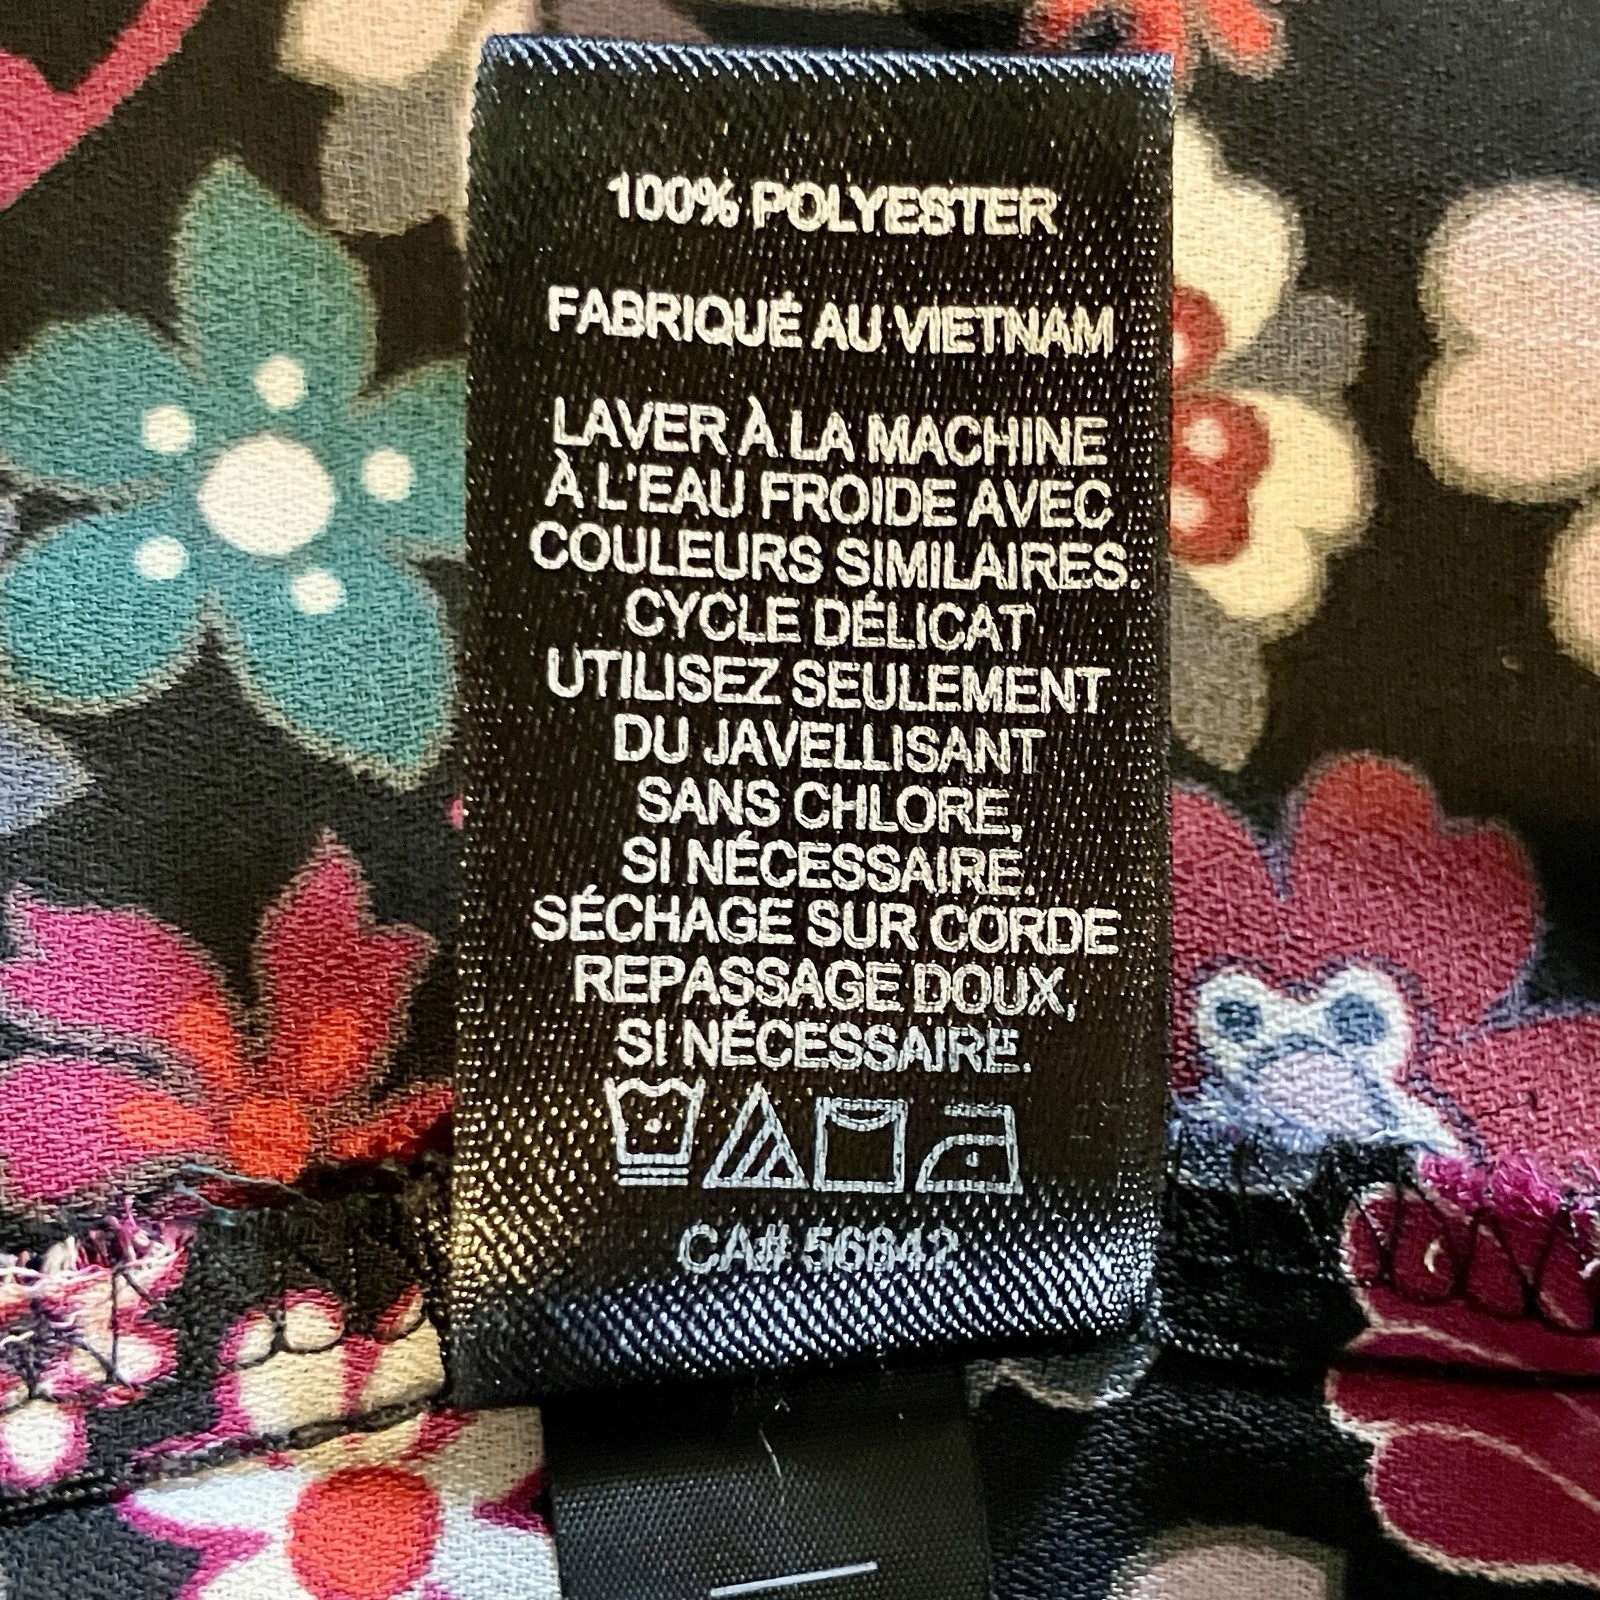 100% POLYESTER
FABRIQUÉ AU VIETNAM
LAVER À LA MACHINE
À L'EAU FROIDE AVEC
COULEURS SIMILAIRES.
CYCLE DÉLICAT
UTILISEZ SEULEMENT
DU JAVELLISANT
SANS CHLORE,
SI NÉCESSAIRE.
SÉCHAGE SUR CORDE
REPASSAGE DOUX,
SI NÉCESSAIRE.
CA# 56842